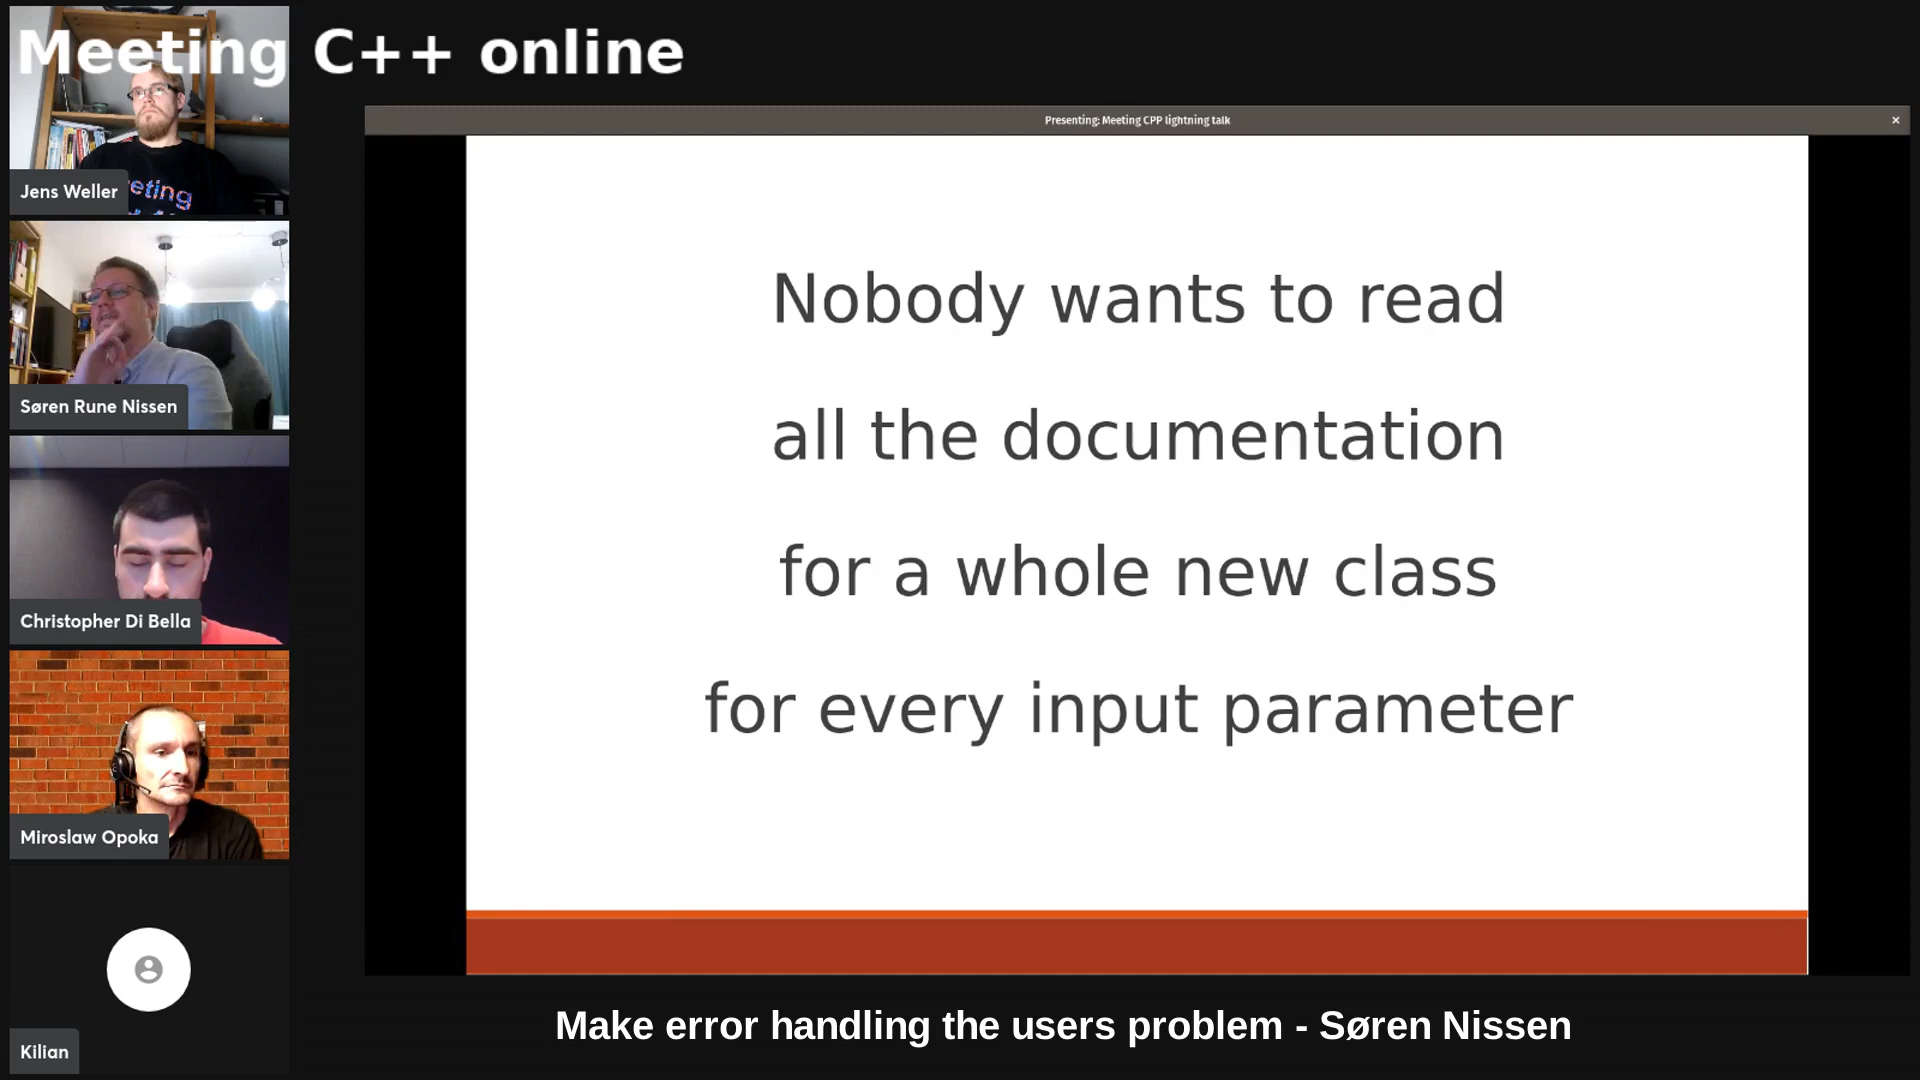 Meeting C++ online
Jens Weller
eting
Søren Rune Nissen
Christopher Di Bella
Miroslaw Opoka
Kilian
Presenting: Meeting CPP lightning talk
×
Nobody wants to read
all the documentation
for a whole new class
for every input parameter
Make error handling the users problem - Søren Nissen